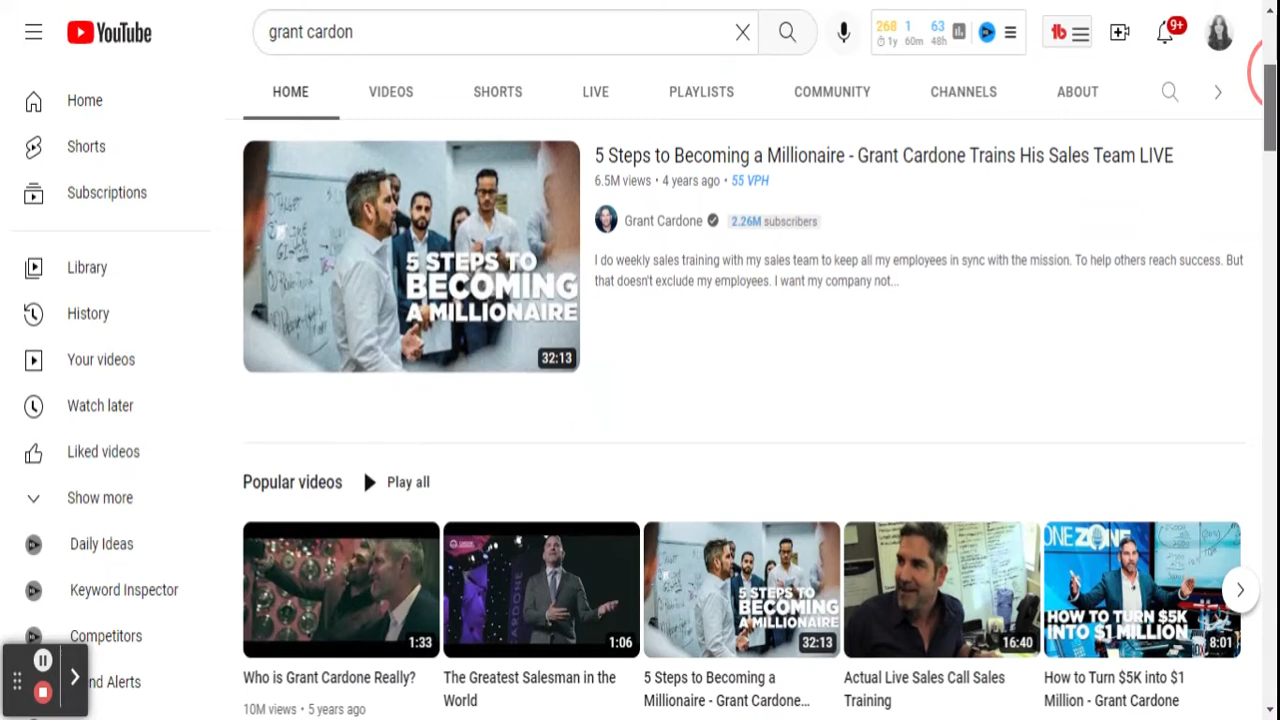 YouTube
grant cardon
268 1 63
1y 60m 48h
tb
9+
HOME VIDEOS SHORTS LIVE PLAYLISTS COMMUNITY CHANNELS ABOUT
Home
Shorts
Subscriptions
Library
History
Your videos
Watch later
Liked videos
Show more
Daily Ideas
Keyword Inspector
Competitors
nd Alerts
5 STEPS TO
BECOMING
A MILLIONAIRE
32:13
5 Steps to Becoming a Millionaire - Grant Cardone Trains His Sales Team LIVE
6.5M views • 4 years ago • 55 VPH
Grant Cardone 2.26M subscribers
I do weekly sales training with my sales team to keep all my employees in sync with the mission. To help others reach success. But
that doesn't exclude my employees. I want my company not...
Popular videos Play all
1:33
Who is Grant Cardone Really?
10M views • 5 years ago
CARDONE
1:06
The Greatest Salesman in the
World
5 STEPS TO
BECOMING
A MILLIONAIRE
32:13
5 Steps to Becoming a
Millionaire - Grant Cardone...
16:40
Actual Live Sales Call Sales
Training
ONE ZONE
HOW TO TURN $5K
INTO $1 MILLION
8:01
How to Turn $5K into $1
Million - Grant Cardone